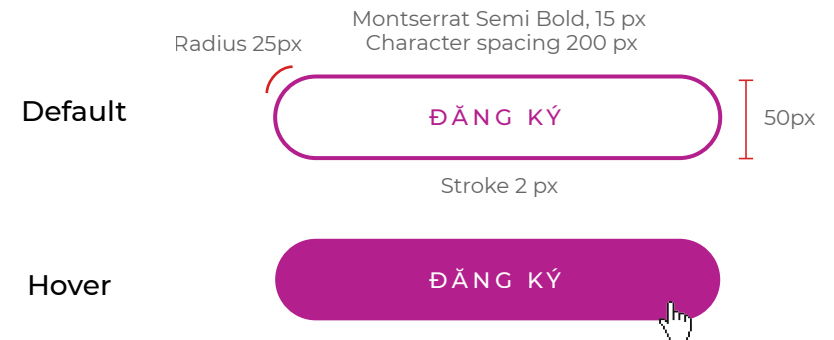 Montserrat Semi Bold, 15 px
Radius 25px
Character spacing 200 px
Default
ĐĂNG KÝ
50px
Stroke 2 px
Hover
ĐĂNG KÝ